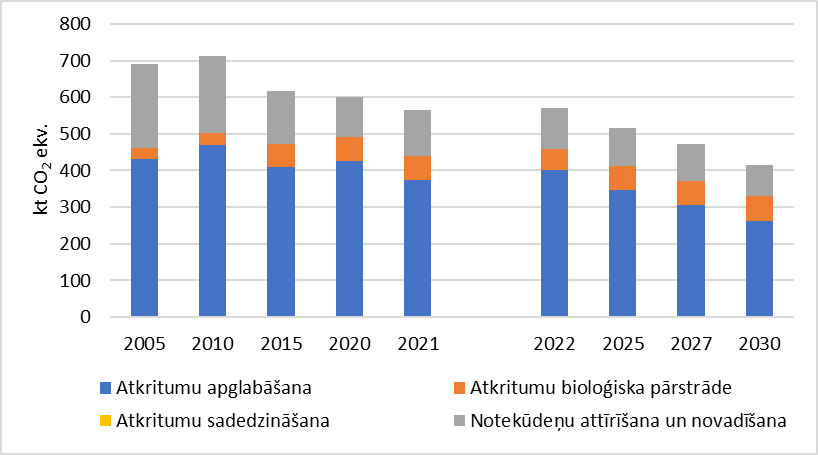 800
700
600
500
400
300
200
100
0
kt CO₂ ekv.
2005 2010 2015 2020 2021 2022 2025 2027 2030
Atkritumu apglabāšana Atkritumu bioloģiska pārstrāde
Atkritumu sadedzināšana Notekūdeņu attīrīšana un novadīšana